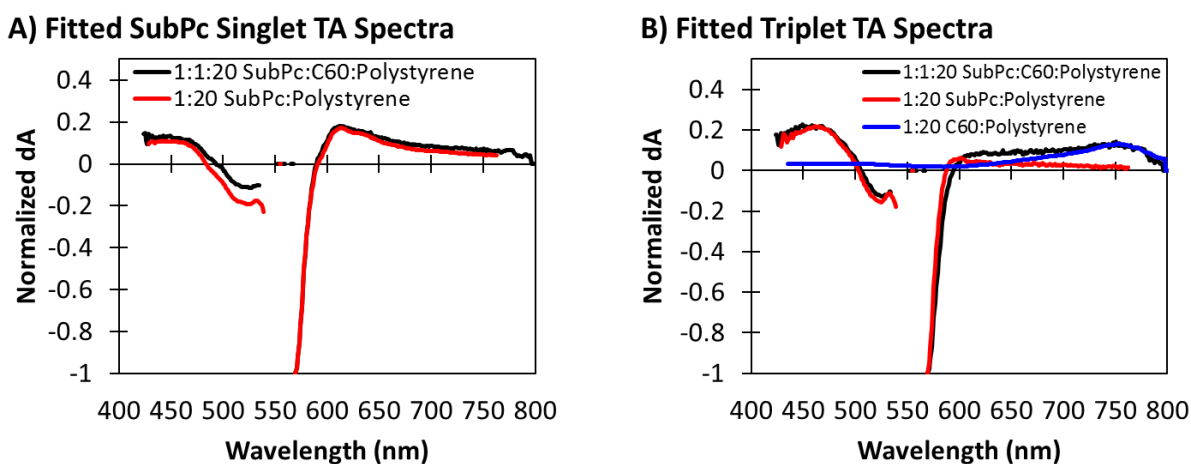 A) Fitted SubPc Singlet TA Spectra
0.4
0.2
0
-0.2
-0.4
-0.6
-0.8
-1
Normalized dA
1:1:20 SubPc:C60:Polystyrene
1:20 SubPc:Polystyrene
400 450 500 550 600 650 700 750 800
Wavelength (nm)
B) Fitted Triplet TA Spectra
0.4
0.2
0
-0.2
-0.4
-0.6
-0.8
-1
Normalized dA
1:1:20 SubPc:C60:Polystyrene
1:20 SubPc:Polystyrene
1:20 C60:Polystyrene
400 450 500 550 600 650 700 750 800
Wavelength (nm)